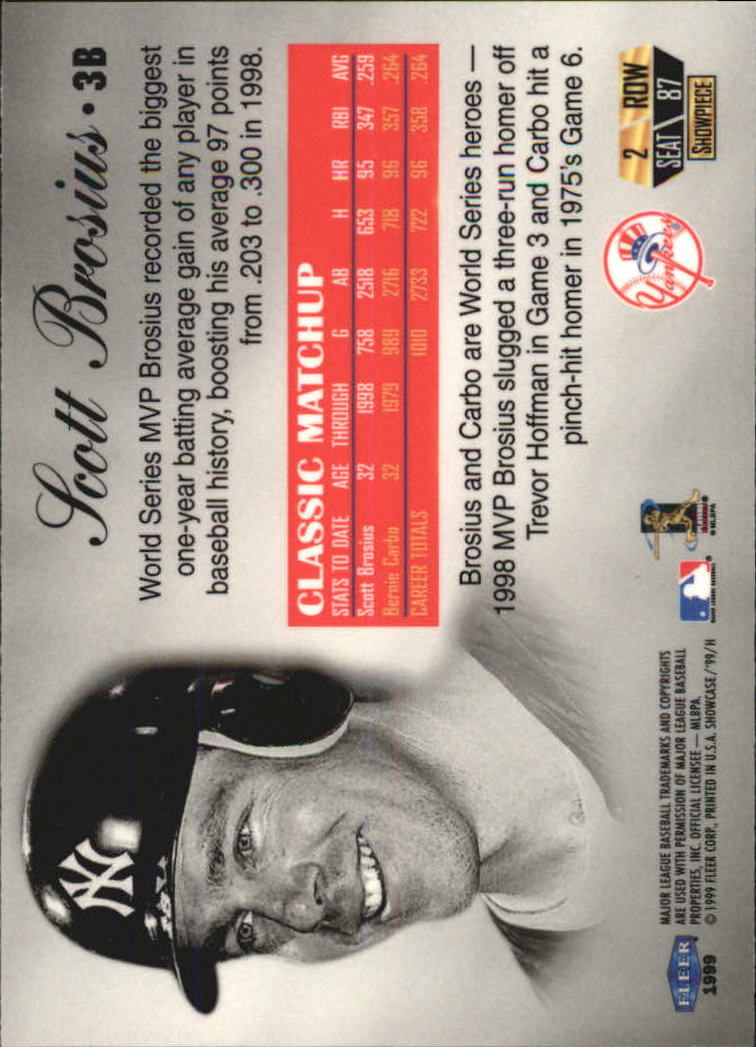 Scott Brosius • 3B
World Series MVP Brosius recorded the biggest
one-year batting average gain of any player in
baseball history, boosting his average 97 points
from .203 to .300 in 1998.
CLASSIC MATCHUP
STATS TO DATE AGE THROUGH G AB H HR RBI AVG
Scott Brosius 32 1998 758 2518 653 95 347 .259
Bernie Carbo 32 1979 989 2716 718 96 357 .264
CAREER TOTALS 1010 2733 722 96 358 .264
Brosius and Carbo are World Series heroes —
1998 MVP Brosius slugged a three-run homer off
Trevor Hoffman in Game 3 and Carbo hit a
pinch-hit homer in 1975's Game 6.
2 ROW
SEAT 87
SHOWPIECE
Yankees
NY
FLEER
1999
MAJOR LEAGUE BASEBALL TRADEMARKS AND COPYRIGHTS
ARE USED WITH PERMISSION OF MAJOR LEAGUE BASEBALL
PROPERTIES, INC. OFFICIAL LICENSEE — MLBPA.
© 1999 FLEER CORP., PRINTED IN U.S.A. SHOWCASE/'99/H
© MLBPA